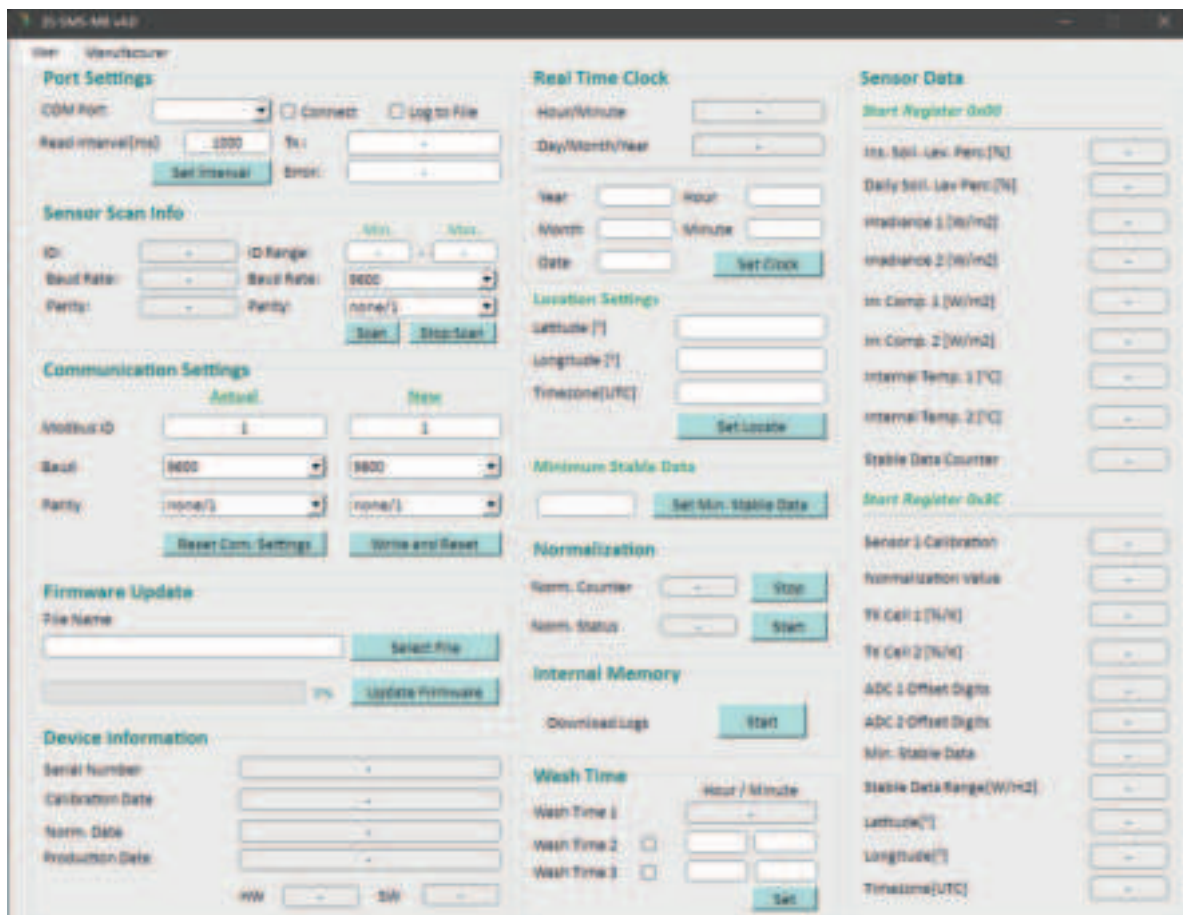 User Manufacturer
Port Settings
COM Port: Connect Log to File
Read Interval[ms] 1000 Tx : -
Set Interval Error: -
Sensor Scan Info
Min. Max.
ID: - ID Range: - - -
Baud Rate: - Baud Rate: 9600
Parity: - Parity: none/1
Scan Stop Scan
Communication Settings
Actual New
Modbus ID 1 1
Baud 9600 9600
Parity none/1 none/1
Reset Com. Settings Write and Reset
Firmware Update
File Name
Select File
0% Update Firmware
Device Information
Serial Number -
Calibration Date -
Norm. Date -
Production Date -
HW - SW -
Real Time Clock
Hour/Minute -
Day/Month/Year -
Year Hour
Month Minute
Date Set Clock
Location Settings
Latitude [°]
Longitude [°]
Timezone[UTC]
Set Locate
Minimum Stable Data
Set Min. Stable Data
Normalization
Norm. Counter - Stop
Norm. Status - Start
Internal Memory
Download Logs Start
Wash Time
Hour / Minute
Wash Time 1 -
Wash Time 2
Wash Time 3
Set
Sensor Data
Start Register 0x00
Ins. Soil. Lev. Perc.[%] -
Daily Soil. Lev Perc.[%] -
Irradiance 1 [W/m2] -
Irradiance 2 [W/m2] -
Irr. Comp. 1 [W/m2] -
Irr. Comp. 2 [W/m2] -
Internal Temp. 1 [°C] -
Internal Temp. 2 [°C] -
Stable Data Counter -
Start Register 0x3C
Sensor 1 Calibration -
Normalization Value -
TK Cell 1 [%/K] -
TK Cell 2 [%/K] -
ADC 1 Offset Digits -
ADC 2 Offset Digits -
Min. Stable Data -
Stable Data Range[W/m2] -
Latitude[°] -
Longitude[°] -
Timezone[UTC] -